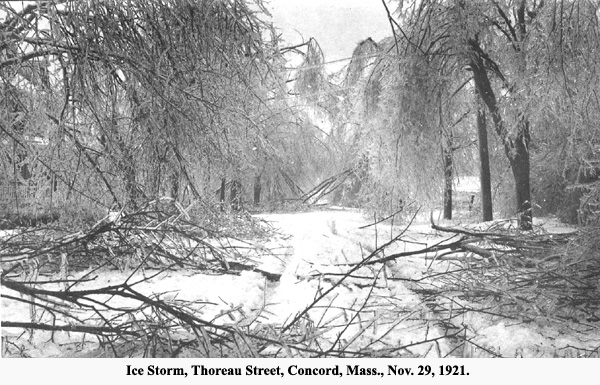 Ice Storm, Thoreau Street, Concord, Mass., Nov. 29, 1921.